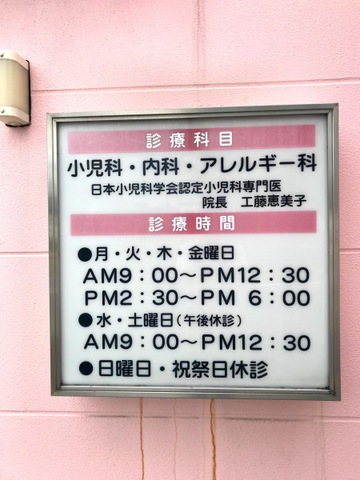 診療科目
小児科・内科・アレルギー科
日本小児科学会認定小児科専門医
院長　工藤恵美子
診療時間
●月・火・木・金曜日
AM9：00～PM12：30
PM2：30～PM 6：00
●水・土曜日(午後休診)
AM9：00～PM12：30
●日曜日・祝祭日休診